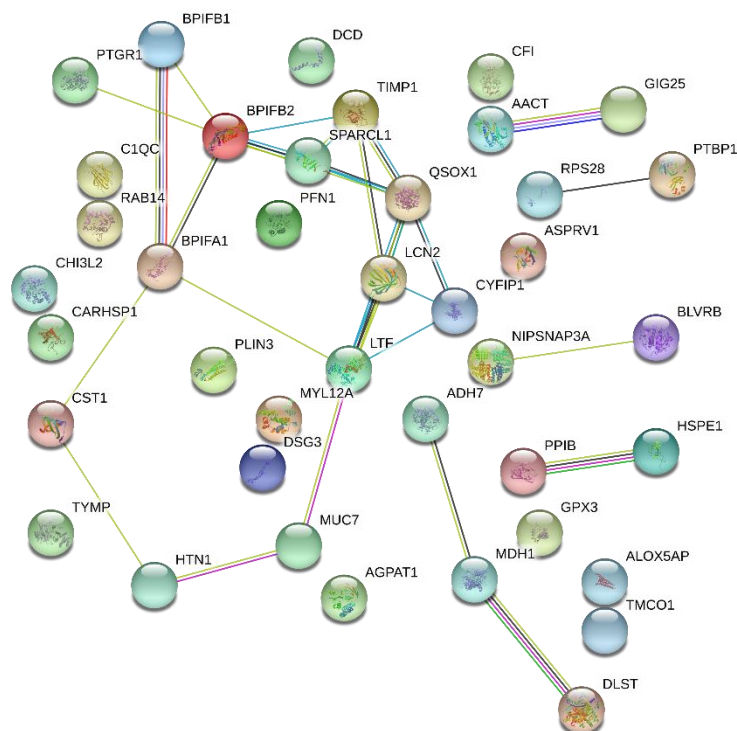 BPIFB1
DCD
PTGR1
CFI
TIMP1
GIG25
AACT
BPIFB2
SPARCL1
C1QC
QSOX1
PTBP1
RPS28
RAB14
PFN1
ASPRV1
BPIFA1
LCN2
CHI3L2
CYFIP1
CARHSP1
BLVRB
NIPSNAP3A
PLIN3
LTF
MYL12A
ADH7
CST1
HSPE1
DSG3
PPIB
TYMP
GPX3
MUC7
HTN1
MDH1
ALOX5AP
AGPAT1
TMCO1
DLST